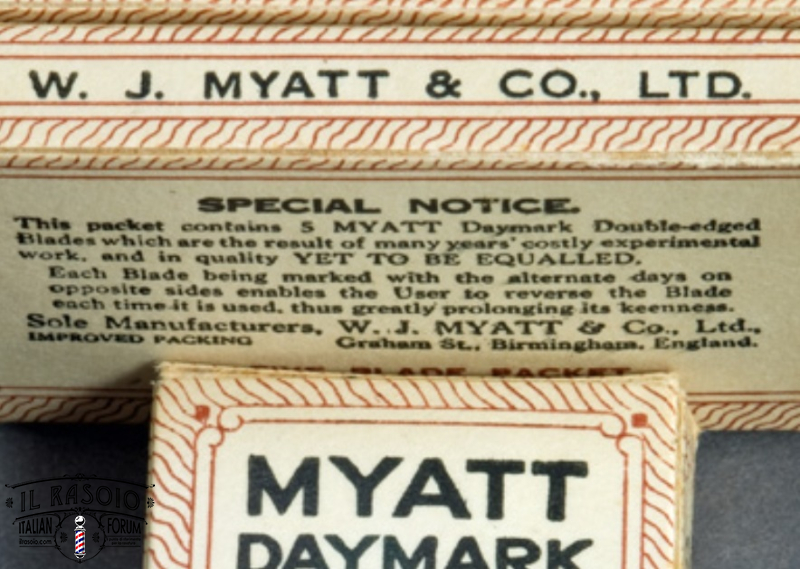 W. J. MYATT & CO., LTD.
SPECIAL NOTICE.
This packet contains 5 MYATT Daymark Double-edged
Blades which are the result of many years' costly experimental
work, and in quality YET TO BE EQUALLED.
Each Blade being marked with the alternate days on
opposite sides enables the User to reverse the Blade
each time it is used, thus greatly prolonging its keenness.
Sole Manufacturers, W. J. MYATT & Co., Ltd.,
IMPROVED PACKING Graham St., Birmingham, England.
BLADE PACKET
MYATT
DAYMARK
IL RASOIO
ITALIAN FORUM
ilrasoio.com